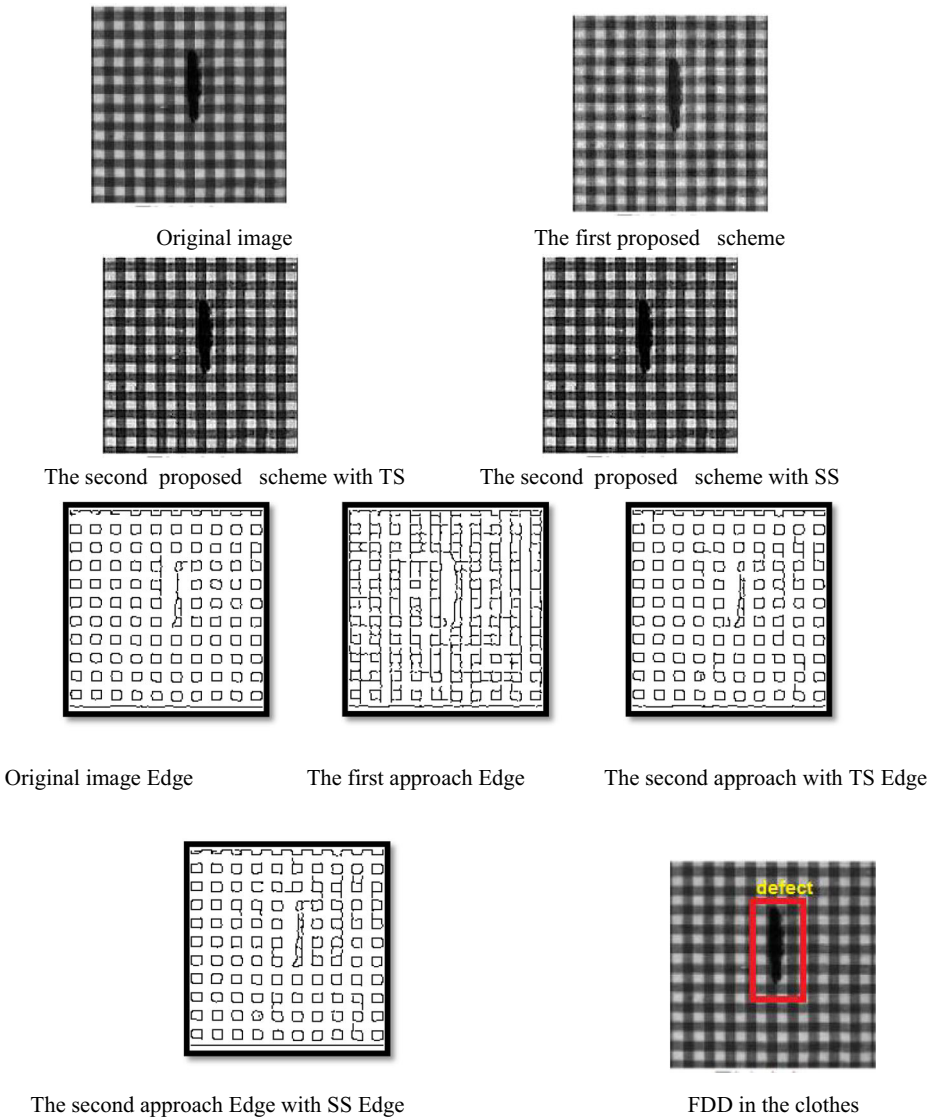 Original image
The first proposed scheme
The second proposed scheme with TS
The second proposed scheme with SS
Original image Edge
The first approach Edge
The second approach with TS Edge
defect
The second approach Edge with SS Edge
FDD in the clothes